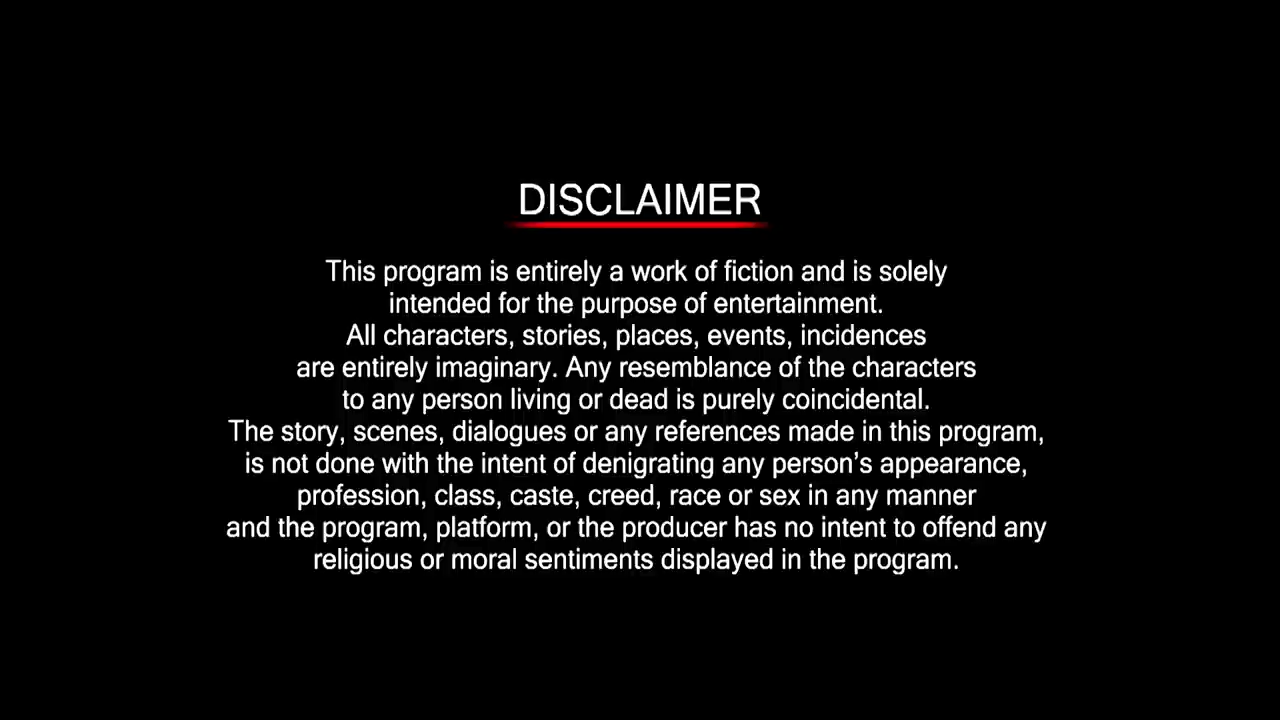 DISCLAIMER
This program is entirely a work of fiction and is solely
intended for the purpose of entertainment.
All characters, stories, places, events, incidences
are entirely imaginary. Any resemblance of the characters
to any person living or dead is purely coincidental.
The story, scenes, dialogues or any references made in this program,
is not done with the intent of denigrating any person's appearance,
profession, class, caste, creed, race or sex in any manner
and the program, platform, or the producer has no intent to offend any
religious or moral sentiments displayed in the program.